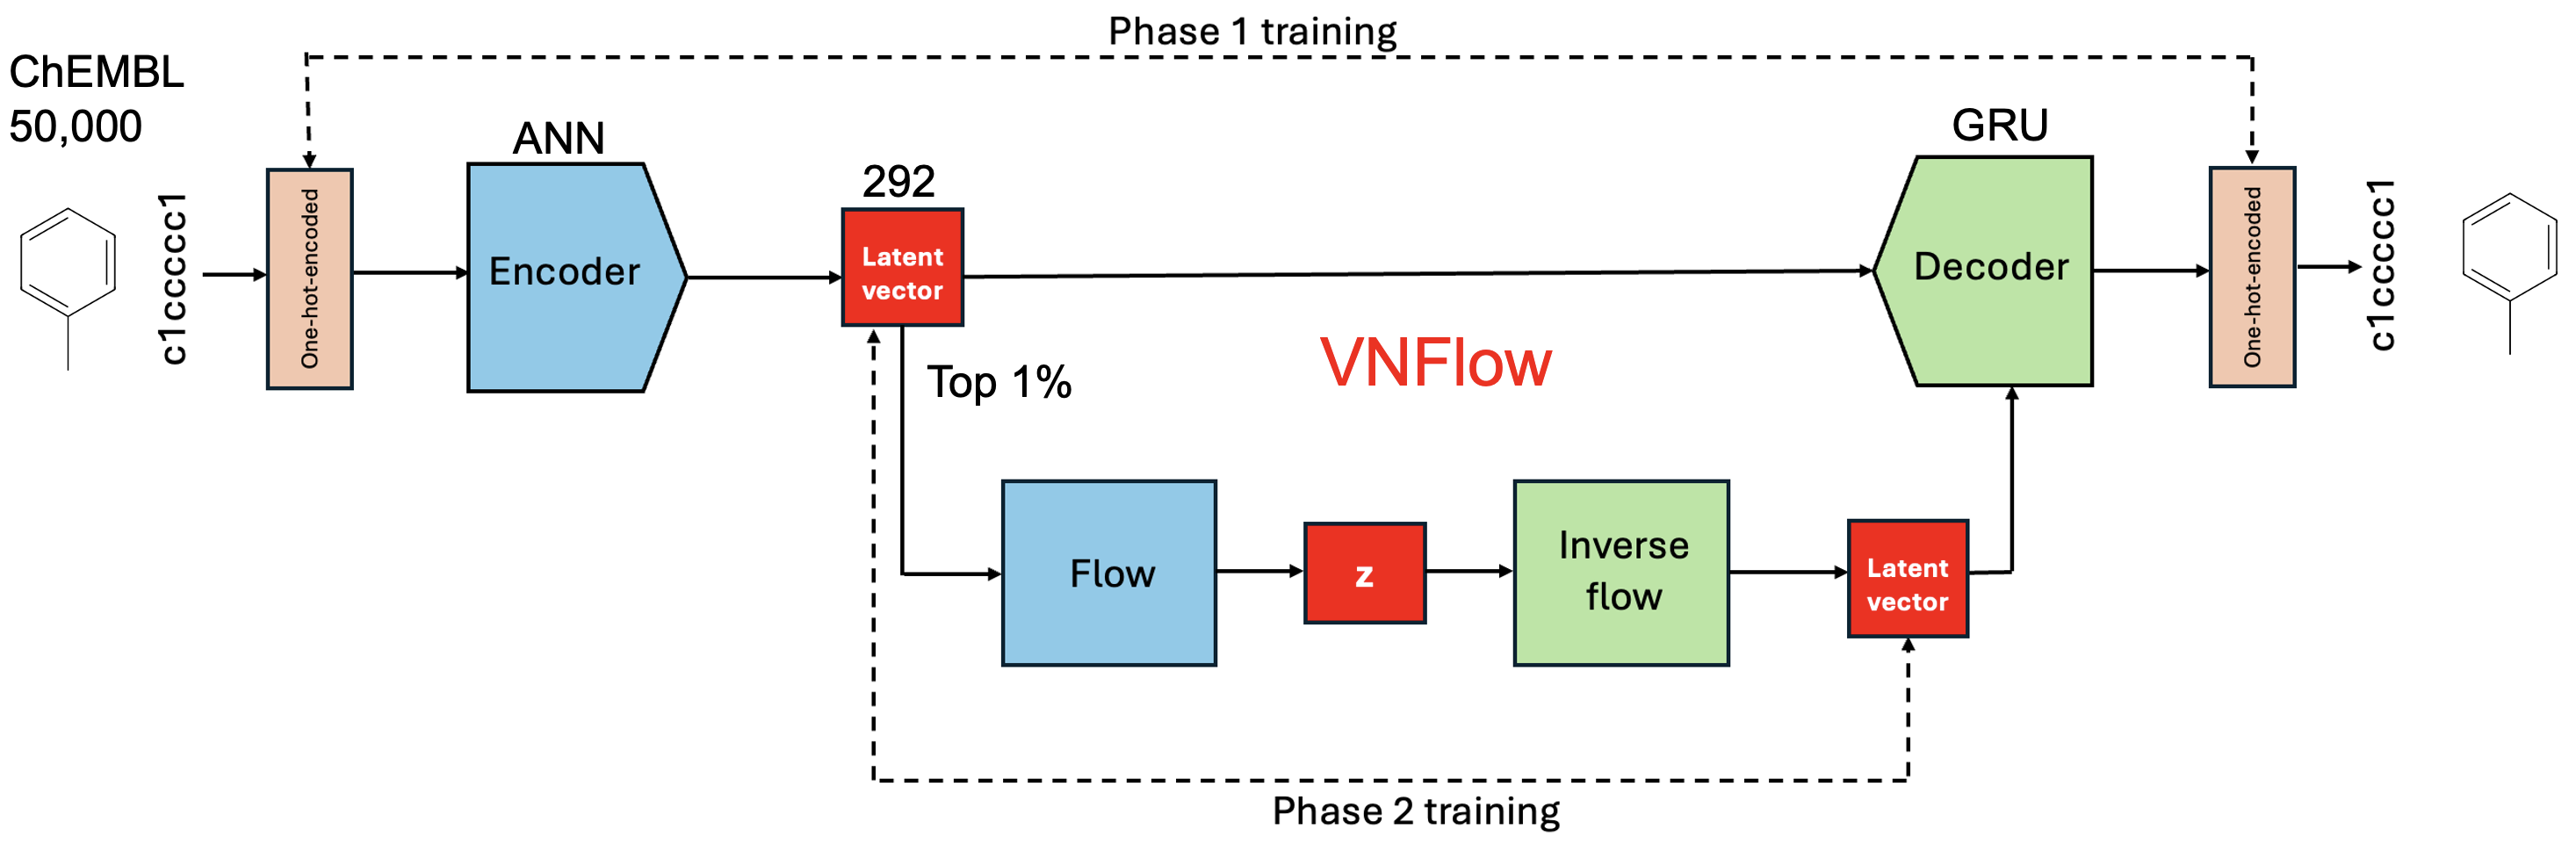 Phase 1 training
ChEMBL
50,000
c1ccccc1
One-hot-encoded
ANN
Encoder
292
Latent
vector
Top 1%
VNFlow
GRU
Decoder
One-hot-encoded
c1ccccc1
Flow
z
Inverse
flow
Latent
vector
Phase 2 training